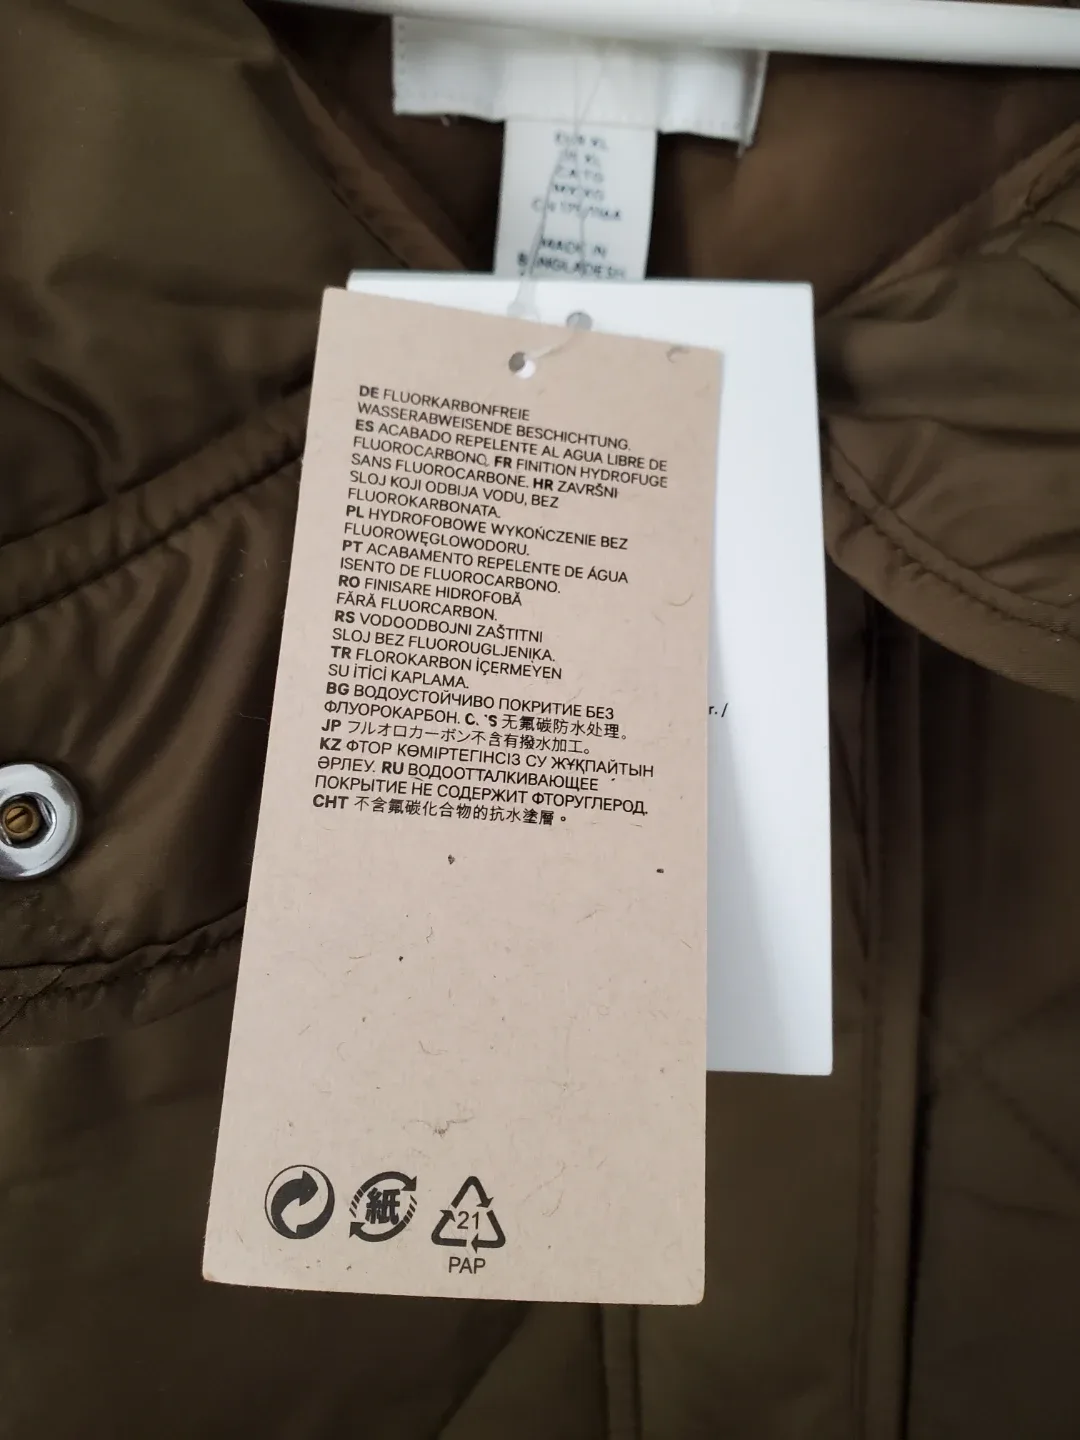 MADE IN
BANGLADESH
DE FLUORKARBONFREIE
WASSERABWEISENDE BESCHICHTUNG.
ES ACABADO REPELENTE AL AGUA LIBRE DE
FLUOROCARBONO. FR FINITION HYDROFUGE
SANS FLUOROCARBONE. HR ZAVRŠNI
SLOJ KOJI ODBIJA VODU, BEZ
FLUOROKARBONATA.
PL HYDROFOBOWE WYKOŃCZENIE BEZ
FLUOROWĘGLOWODORU.
PT ACABAMENTO REPELENTE DE ÁGUA
ISENTO DE FLUOROCARBONO.
RO FINISARE HIDROFOBĂ
FĂRĂ FLUORCARBON.
RS VODOODBOJNI ZAŠTITNI
SLOJ BEZ FLUOROUGLJENIKA.
TR FLOROKARBON İÇERMEYEN
SU İTİCİ KAPLAMA.
BG ВОДОУСТОЙЧИВО ПОКРИТИЕ БЕЗ
ФЛУОРОКАРБОН. 无氟碳防水处理。
JP フルオロカーボン不含有撥水加工。
KZ ФТОР КӨМІРТЕГІНСІЗ СУ ЖҰҚПАЙТЫН
ӘРЛЕУ. RU ВОДООТТАЛКИВАЮЩЕЕ
ПОКРЫТИЕ НЕ СОДЕРЖИТ ФТОРУГЛЕРОД.
CHT 不含氟碳化合物的抗水塗層。
r. /
紙
21
PAP